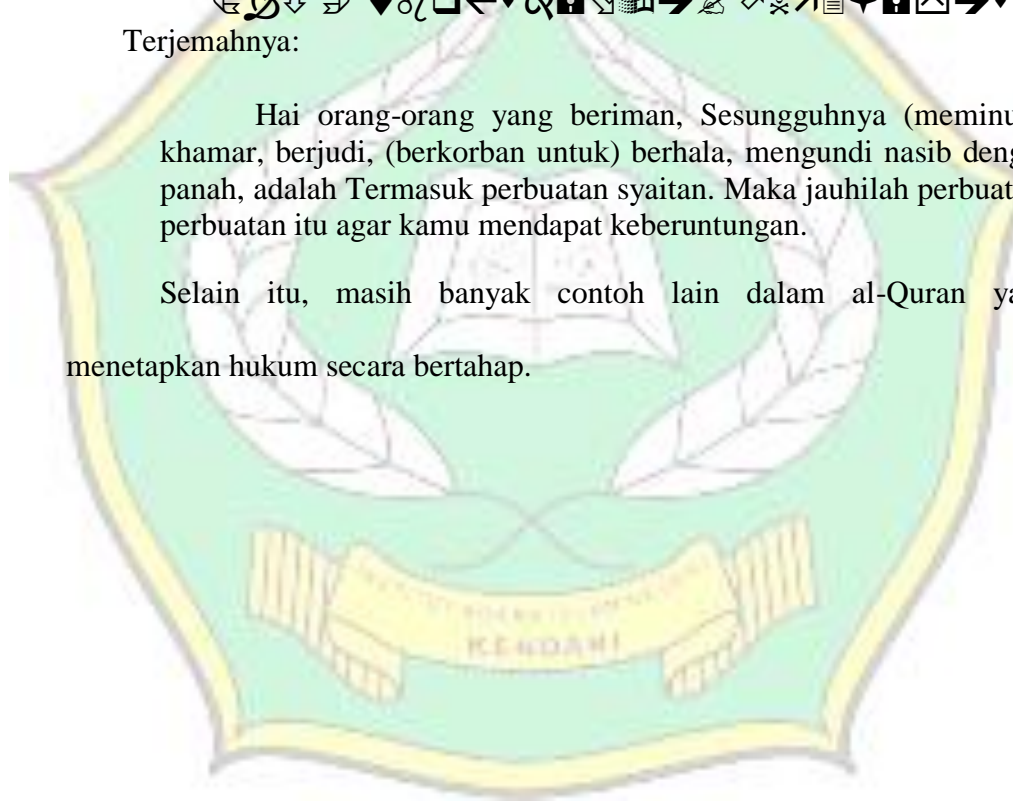 Terjemahnya:
Hai orang-orang yang beriman, Sesungguhnya (meminu
khamar, berjudi, (berkorban untuk) berhala, mengundi nasib deng
panah, adalah Termasuk perbuatan syaitan. Maka jauhilah perbuat
perbuatan itu agar kamu mendapat keberuntungan.
Selain itu, masih banyak contoh lain dalam al-Quran ya
menetapkan hukum secara bertahap.
KENDARI